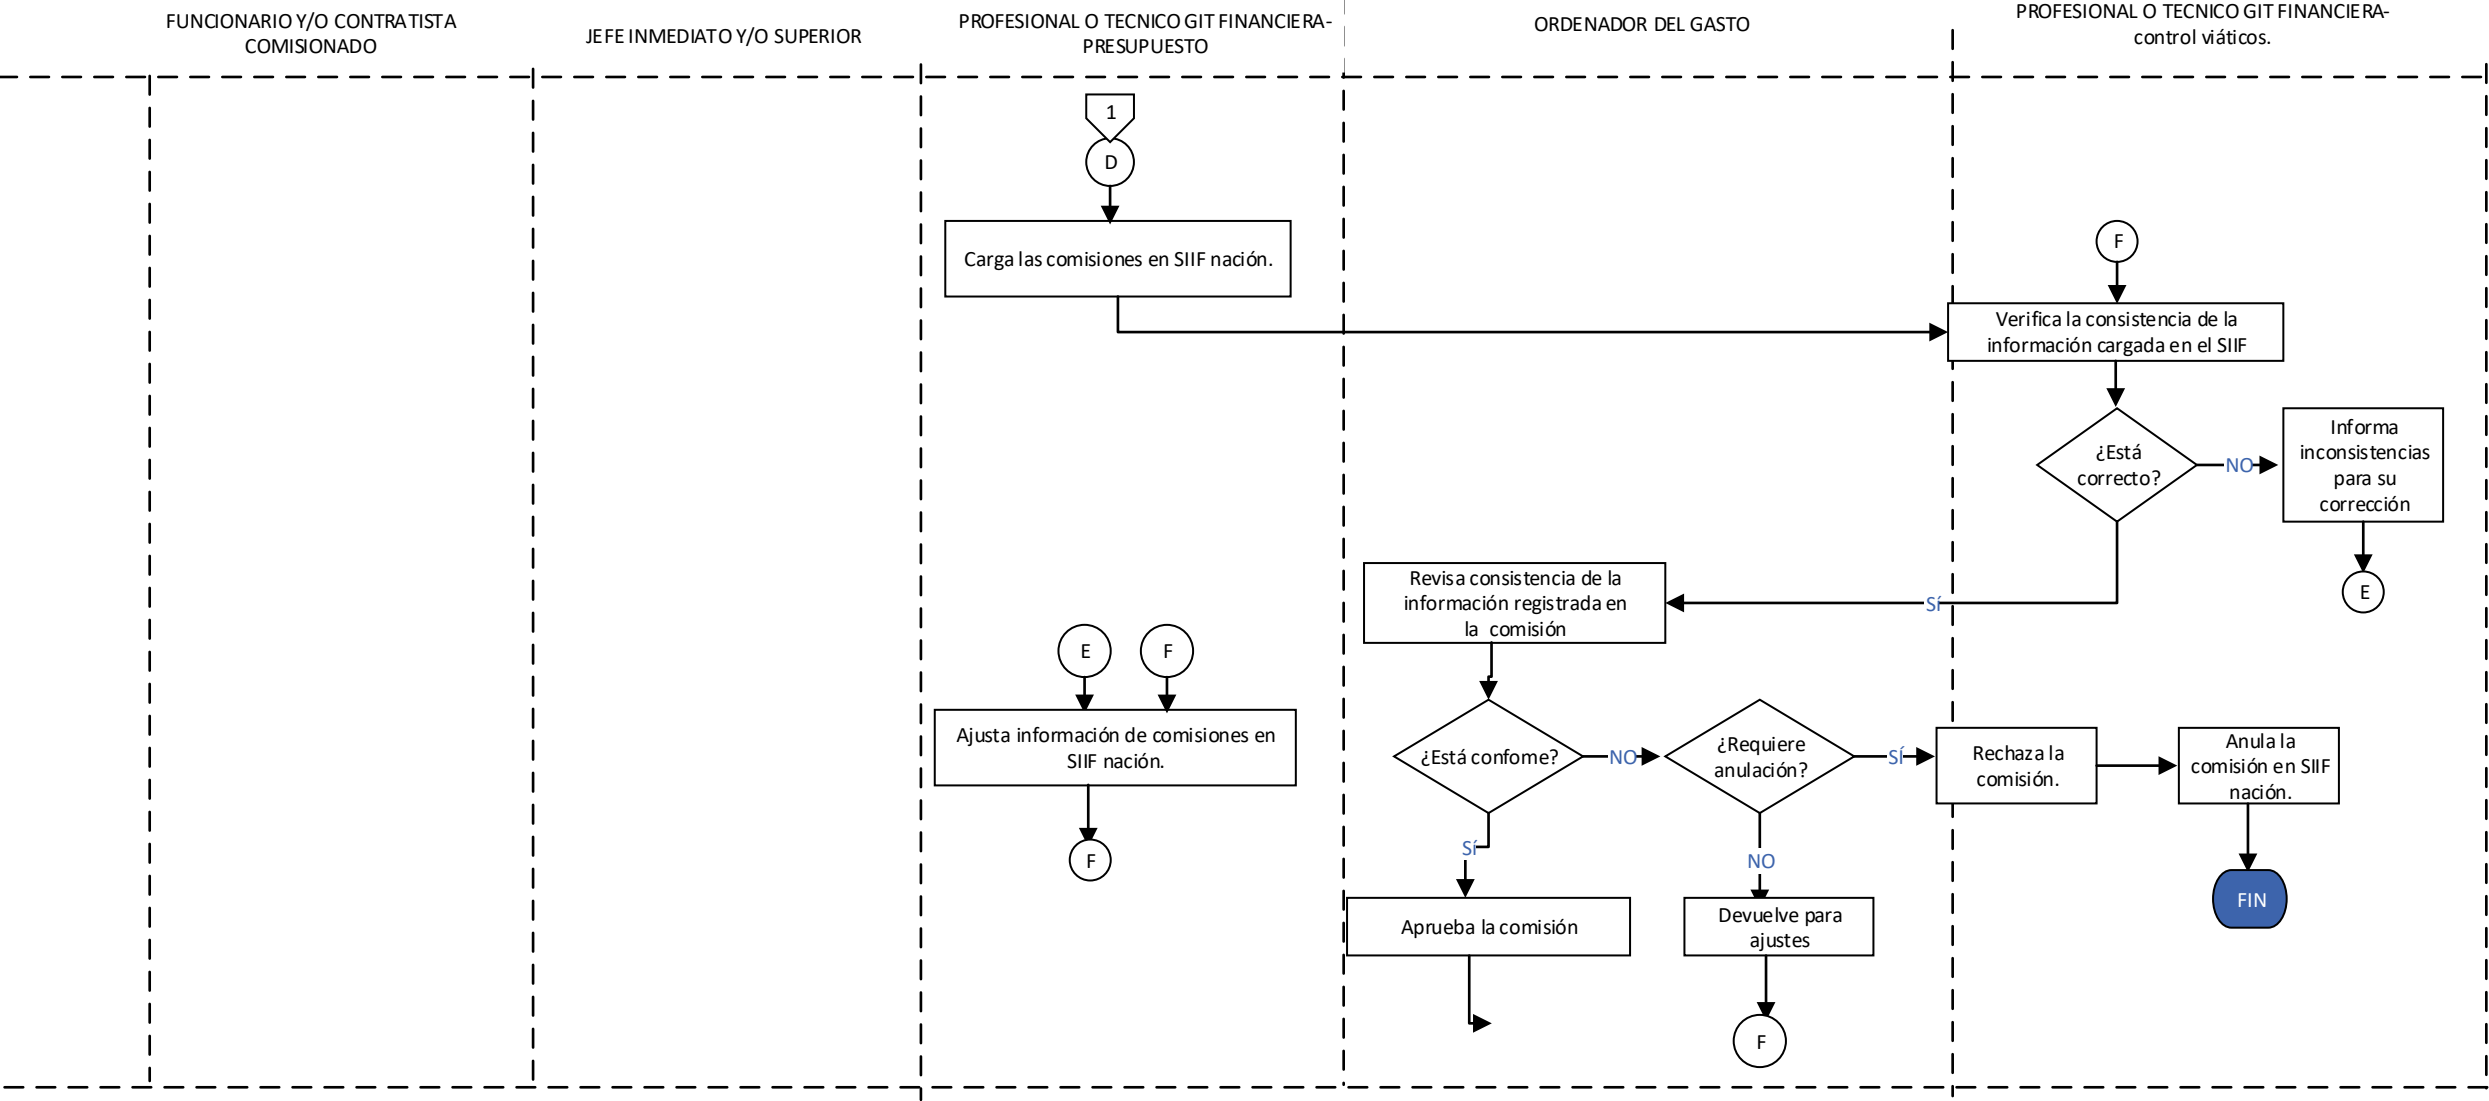 FUNCIONARIO Y/O CONTRATISTA
COMISIONADO
JEFE INMEDIATO Y/O SUPERIOR
PROFESIONAL O TECNICO GIT FINANCIERA-
PRESUPUESTO
ORDENADOR DEL GASTO
PROFESIONAL O TECNICO GIT FINANCIERA-
control viáticos.
1
D
Carga las comisiones en SIIF nación.
F
Verifica la consistencia de la
información cargada en el SIIF
¿Está
correcto?
NO
Informa
inconsistencias
para su
corrección
E
Sí
Revisa consistencia de la
información registrada en
la comisión
E
F
Ajusta información de comisiones en
SIIF nación.
F
¿Está confome?
NO
¿Requiere
anulación?
SÍ
Rechaza la
comisión.
Anula la
comisión en SIIF
nación.
FIN
Sí
NO
Aprueba la comisión
Devuelve para
ajustes
F